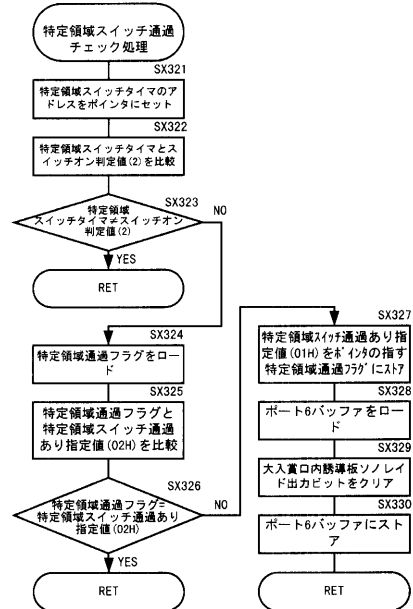 特定領域スイッチ通過
チェック処理
SX321
特定領域スイッチタイマのア
ドレスをポインタにセット
SX322
特定領域スイッチタイマとス
イッチオン判定値(2)を比較
SX323
特定領域
スイッチタイマ≠スイッチオン
判定値(2)
NO
YES
RET
SX324
特定領域通過フラグをロー
ド
SX325
特定領域通過フラグと
特定領域スイッチ通過
あり指定値(02H)を比較
SX326
特定領域通過フラグ=
特定領域スイッチ通過あり
指定値(02H)
NO
YES
RET
SX327
特定領域スイッチ通過あり指
定値(01H)をポインタの指す
特定領域通過フラグにストア
SX328
ポート6バッファをロー
ド
SX329
大入賞口内誘導板ソノレイ
ド出力ビットをクリア
SX330
ポート6バッファにスト
ア
RET